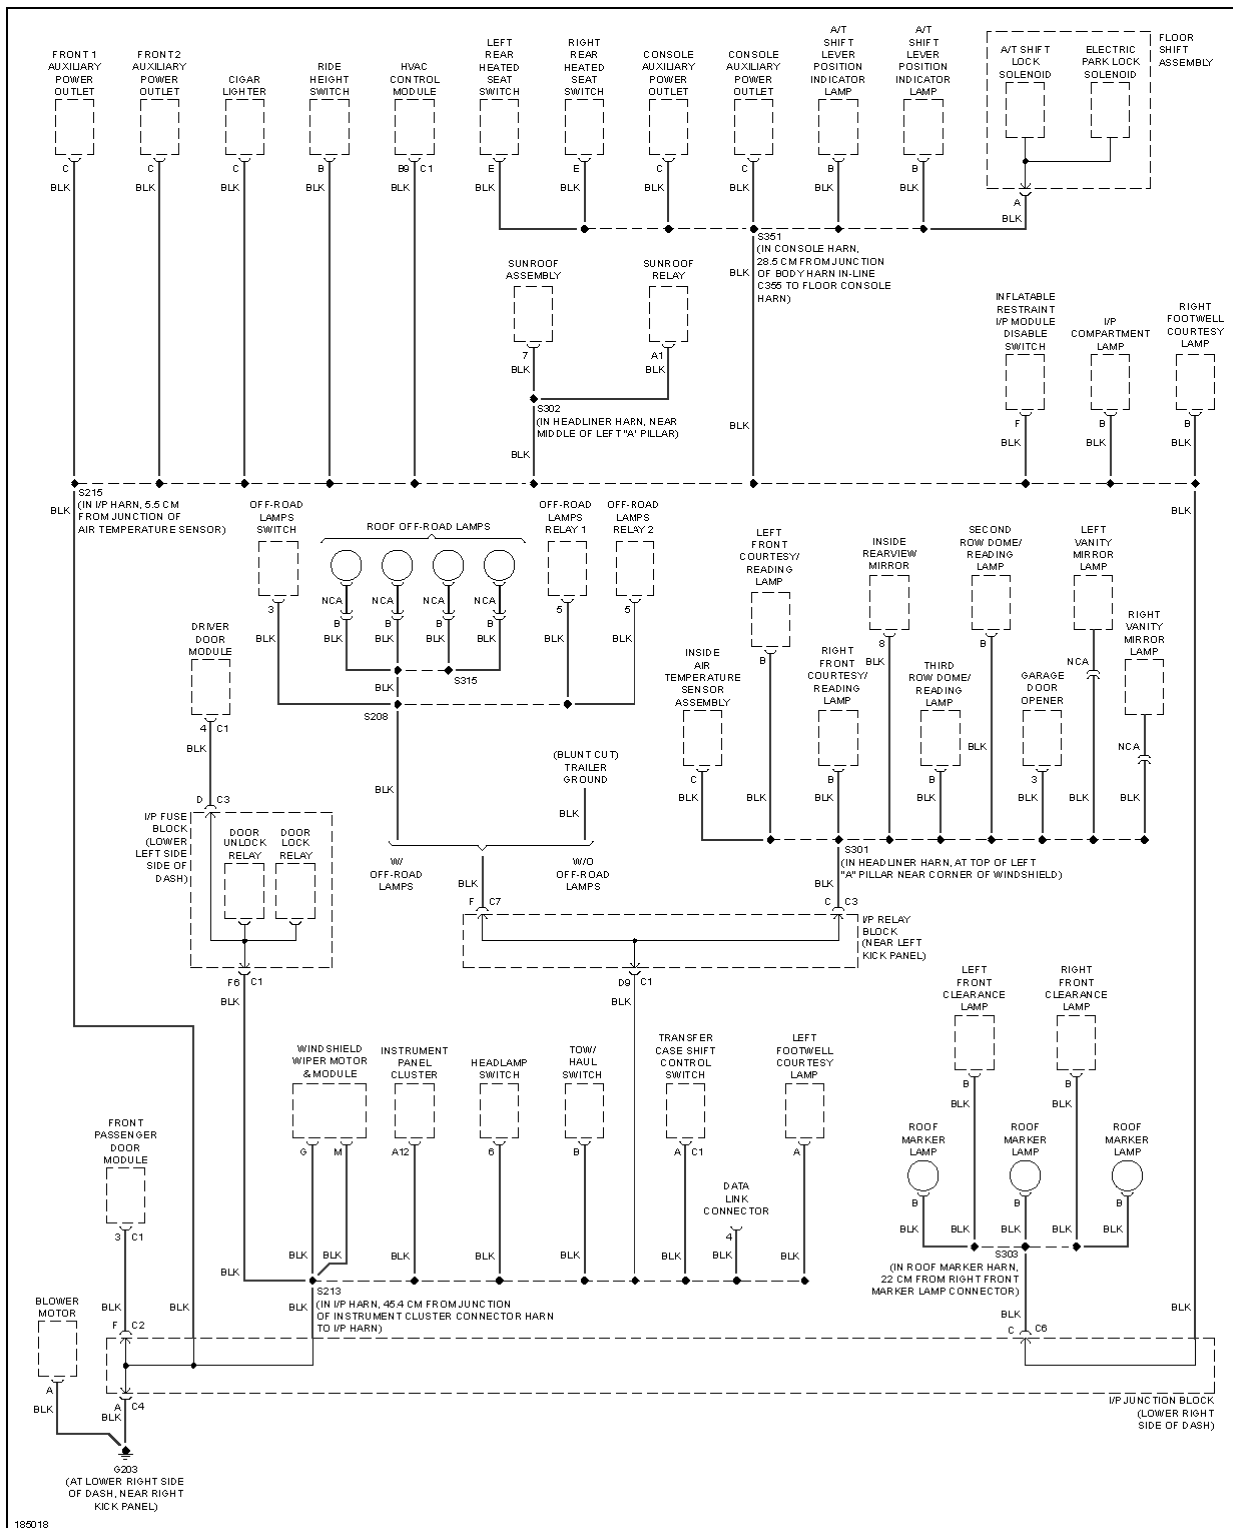 FRONT 1
AUXILIARY
POWER
OUTLET
FRONT2
AUXILIARY
POWER
OUTLET
CIGAR
LIGHTER
RIDE
HEIGHT
SWITCH
HVAC
CONTROL
MODULE
LEFT
REAR
HEATED
SEAT
SWITCH
RIGHT
REAR
HEATED
SEAT
SWITCH
CONSOLE
AUXILIARY
POWER
OUTLET
CONSOLE
AUXILIARY
POWER
OUTLET
A/T
SHIFT
LEVER
POSITION
INDICATOR
LAMP
A/T
SHIFT
LEVER
POSITION
INDICATOR
LAMP
A/T SHIFT
LOCK
SOLENOID
ELECTRIC
PARK LOCK
SOLENOID
FLOOR
SHIFT
ASSEMBLY
C
C
C
B
B9 C1
E
E
C
C
B
B
A
BLK
BLK
BLK
BLK
BLK
BLK
BLK
BLK
BLK
BLK
BLK
BLK
S351
(IN CONSOLE HARN,
28.5 CM FROM JUNCTION
OF BODY HARN IN-LINE
C355 TO FLOOR CONSOLE
HARN)
BLK
SUNROOF
ASSEMBLY
SUNROOF
RELAY
7
A1
BLK
BLK
S302
(IN HEADLINER HARN, NEAR
MIDDLE OF LEFT "A" PILLAR)
BLK
BLK
INFLATABLE
RESTRAINT
I/P MODULE
DISABLE
SWITCH
I/P
COMPARTMENT
LAMP
RIGHT
FOOTWELL
COURTESY
LAMP
F
B
B
BLK
BLK
BLK
S215
(IN I/P HARN, 5.5 CM
FROM JUNCTION OF
AIR TEMPERATURE SENSOR)
BLK
BLK
OFF-ROAD
LAMPS
SWITCH
ROOF OFF-ROAD LAMPS
OFF-ROAD
LAMPS
RELAY 1
OFF-ROAD
LAMPS
RELAY 2
3
NCA
NCA
NCA
NCA
B
B
B
B
5
5
BLK
BLK
BLK
BLK
BLK
BLK
BLK
S315
BLK
S208
BLK
(BLUNT CUT)
TRAILER
GROUND
BLK
W/
OFF-ROAD
LAMPS
W/O
OFF-ROAD
LAMPS
BLK
F C7
DRIVER
DOOR
MODULE
4 C1
BLK
D C3
I/P FUSE
BLOCK
(LOWER
LEFT SIDE
SIDE OF
DASH)
DOOR
UNLOCK
RELAY
DOOR
LOCK
RELAY
F6 C1
BLK
LEFT
FRONT
COURTESY/
READING
LAMP
INSIDE
REARVIEW
MIRROR
SECOND
ROW DOME/
READING
LAMP
LEFT
VANITY
MIRROR
LAMP
RIGHT
VANITY
MIRROR
LAMP
INSIDE
AIR
TEMPERATURE
SENSOR
ASSEMBLY
RIGHT
FRONT
COURTESY/
READING
LAMP
THIRD
ROW DOME/
READING
LAMP
GARAGE
DOOR
OPENER
B
8
BLK
B
NCA
NCA
C
B
B
BLK
3
BLK
BLK
BLK
BLK
BLK
BLK
BLK
S301
(IN HEADLINER HARN, AT TOP OF LEFT
"A" PILLAR NEAR CORNER OF WINDSHIELD)
BLK
C C3
I/P RELAY
BLOCK
(NEAR LEFT
KICK PANEL)
D9 C1
BLK
WINDSHIELD
WIPER MOTOR
& MODULE
INSTRUMENT
PANEL
CLUSTER
HEADLAMP
SWITCH
TOW/
HAUL
SWITCH
TRANSFER
CASE SHIFT
CONTROL
SWITCH
LEFT
FOOTWELL
COURTESY
LAMP
G
M
A12
6
B
A C1
A
DATA
LINK
CONNECTOR
4
BLK
BLK
BLK
BLK
BLK
BLK
BLK
BLK
BLK
S213
(IN I/P HARN, 45.4 CM FROM JUNCTION
OF INSTRUMENT CLUSTER CONNECTOR HARN
TO I/P HARN)
BLK
LEFT
FRONT
CLEARANCE
LAMP
RIGHT
FRONT
CLEARANCE
LAMP
B
B
BLK
BLK
ROOF
MARKER
LAMP
ROOF
MARKER
LAMP
ROOF
MARKER
LAMP
B
B
B
BLK
BLK
BLK
BLK
BLK
S303
(IN ROOF MARKER HARN,
22 CM FROM RIGHT FRONT
MARKER LAMP CONNECTOR)
BLK
C C6
BLK
FRONT
PASSENGER
DOOR
MODULE
3 C1
BLK
BLK
F C2
BLOWER
MOTOR
A
BLK
A C4
BLK
I/P JUNCTION BLOCK
(LOWER RIGHT
SIDE OF DASH)
G203
(AT LOWER RIGHT SIDE
OF DASH, NEAR RIGHT
KICK PANEL)
185018